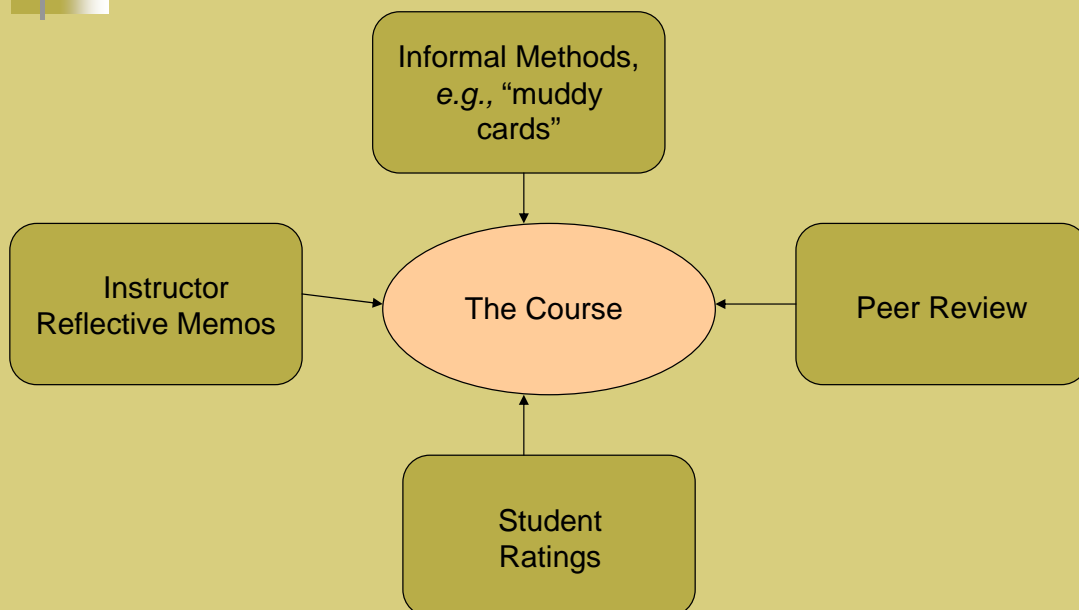 Informal Methods,
e.g., “muddy
cards”
Instructor
Reflective Memos
The Course
Peer Review
Student
Ratings